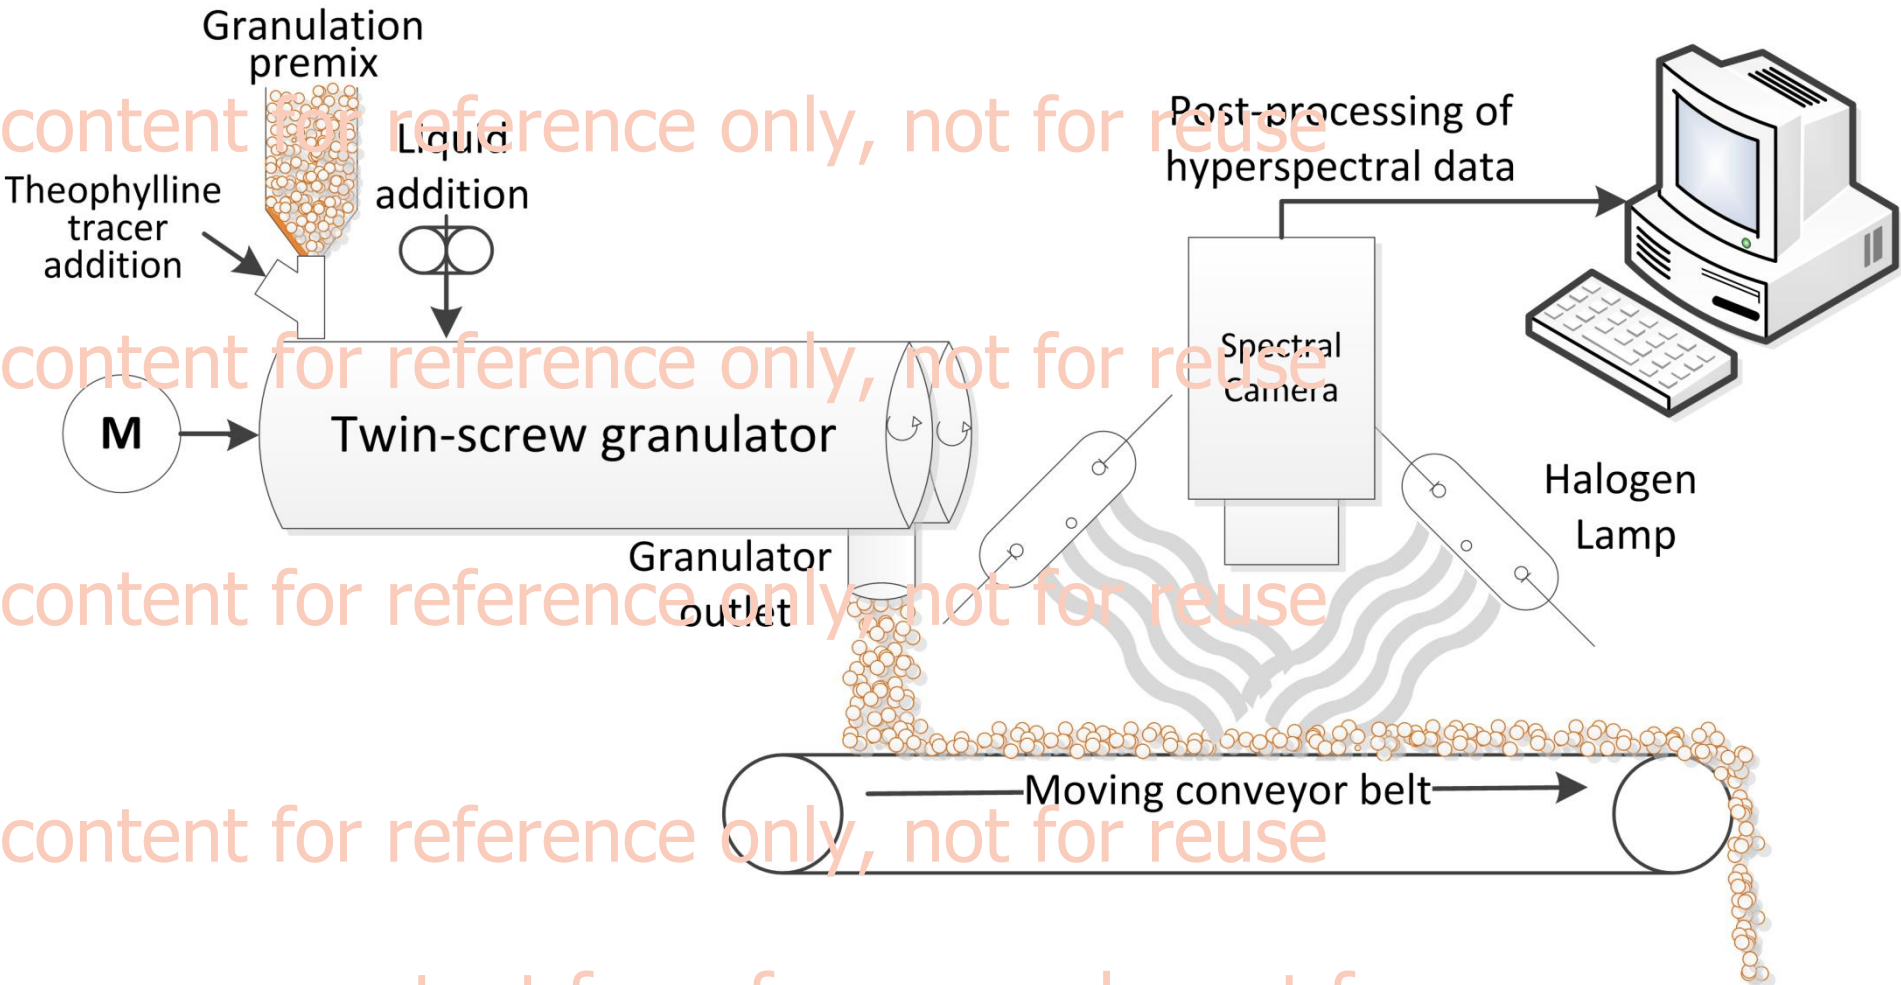 Granulation
premix
content for reference only, not for reuse
Liquid
addition
Theophylline
tracer
addition
Post-processing of
hyperspectral data
content for reference only, not for reuse
Spectral
Camera
M
Twin-screw granulator
Halogen
Lamp
Granulator
outlet
content for reference only, not for reuse
Moving conveyor belt
content for reference only, not for reuse